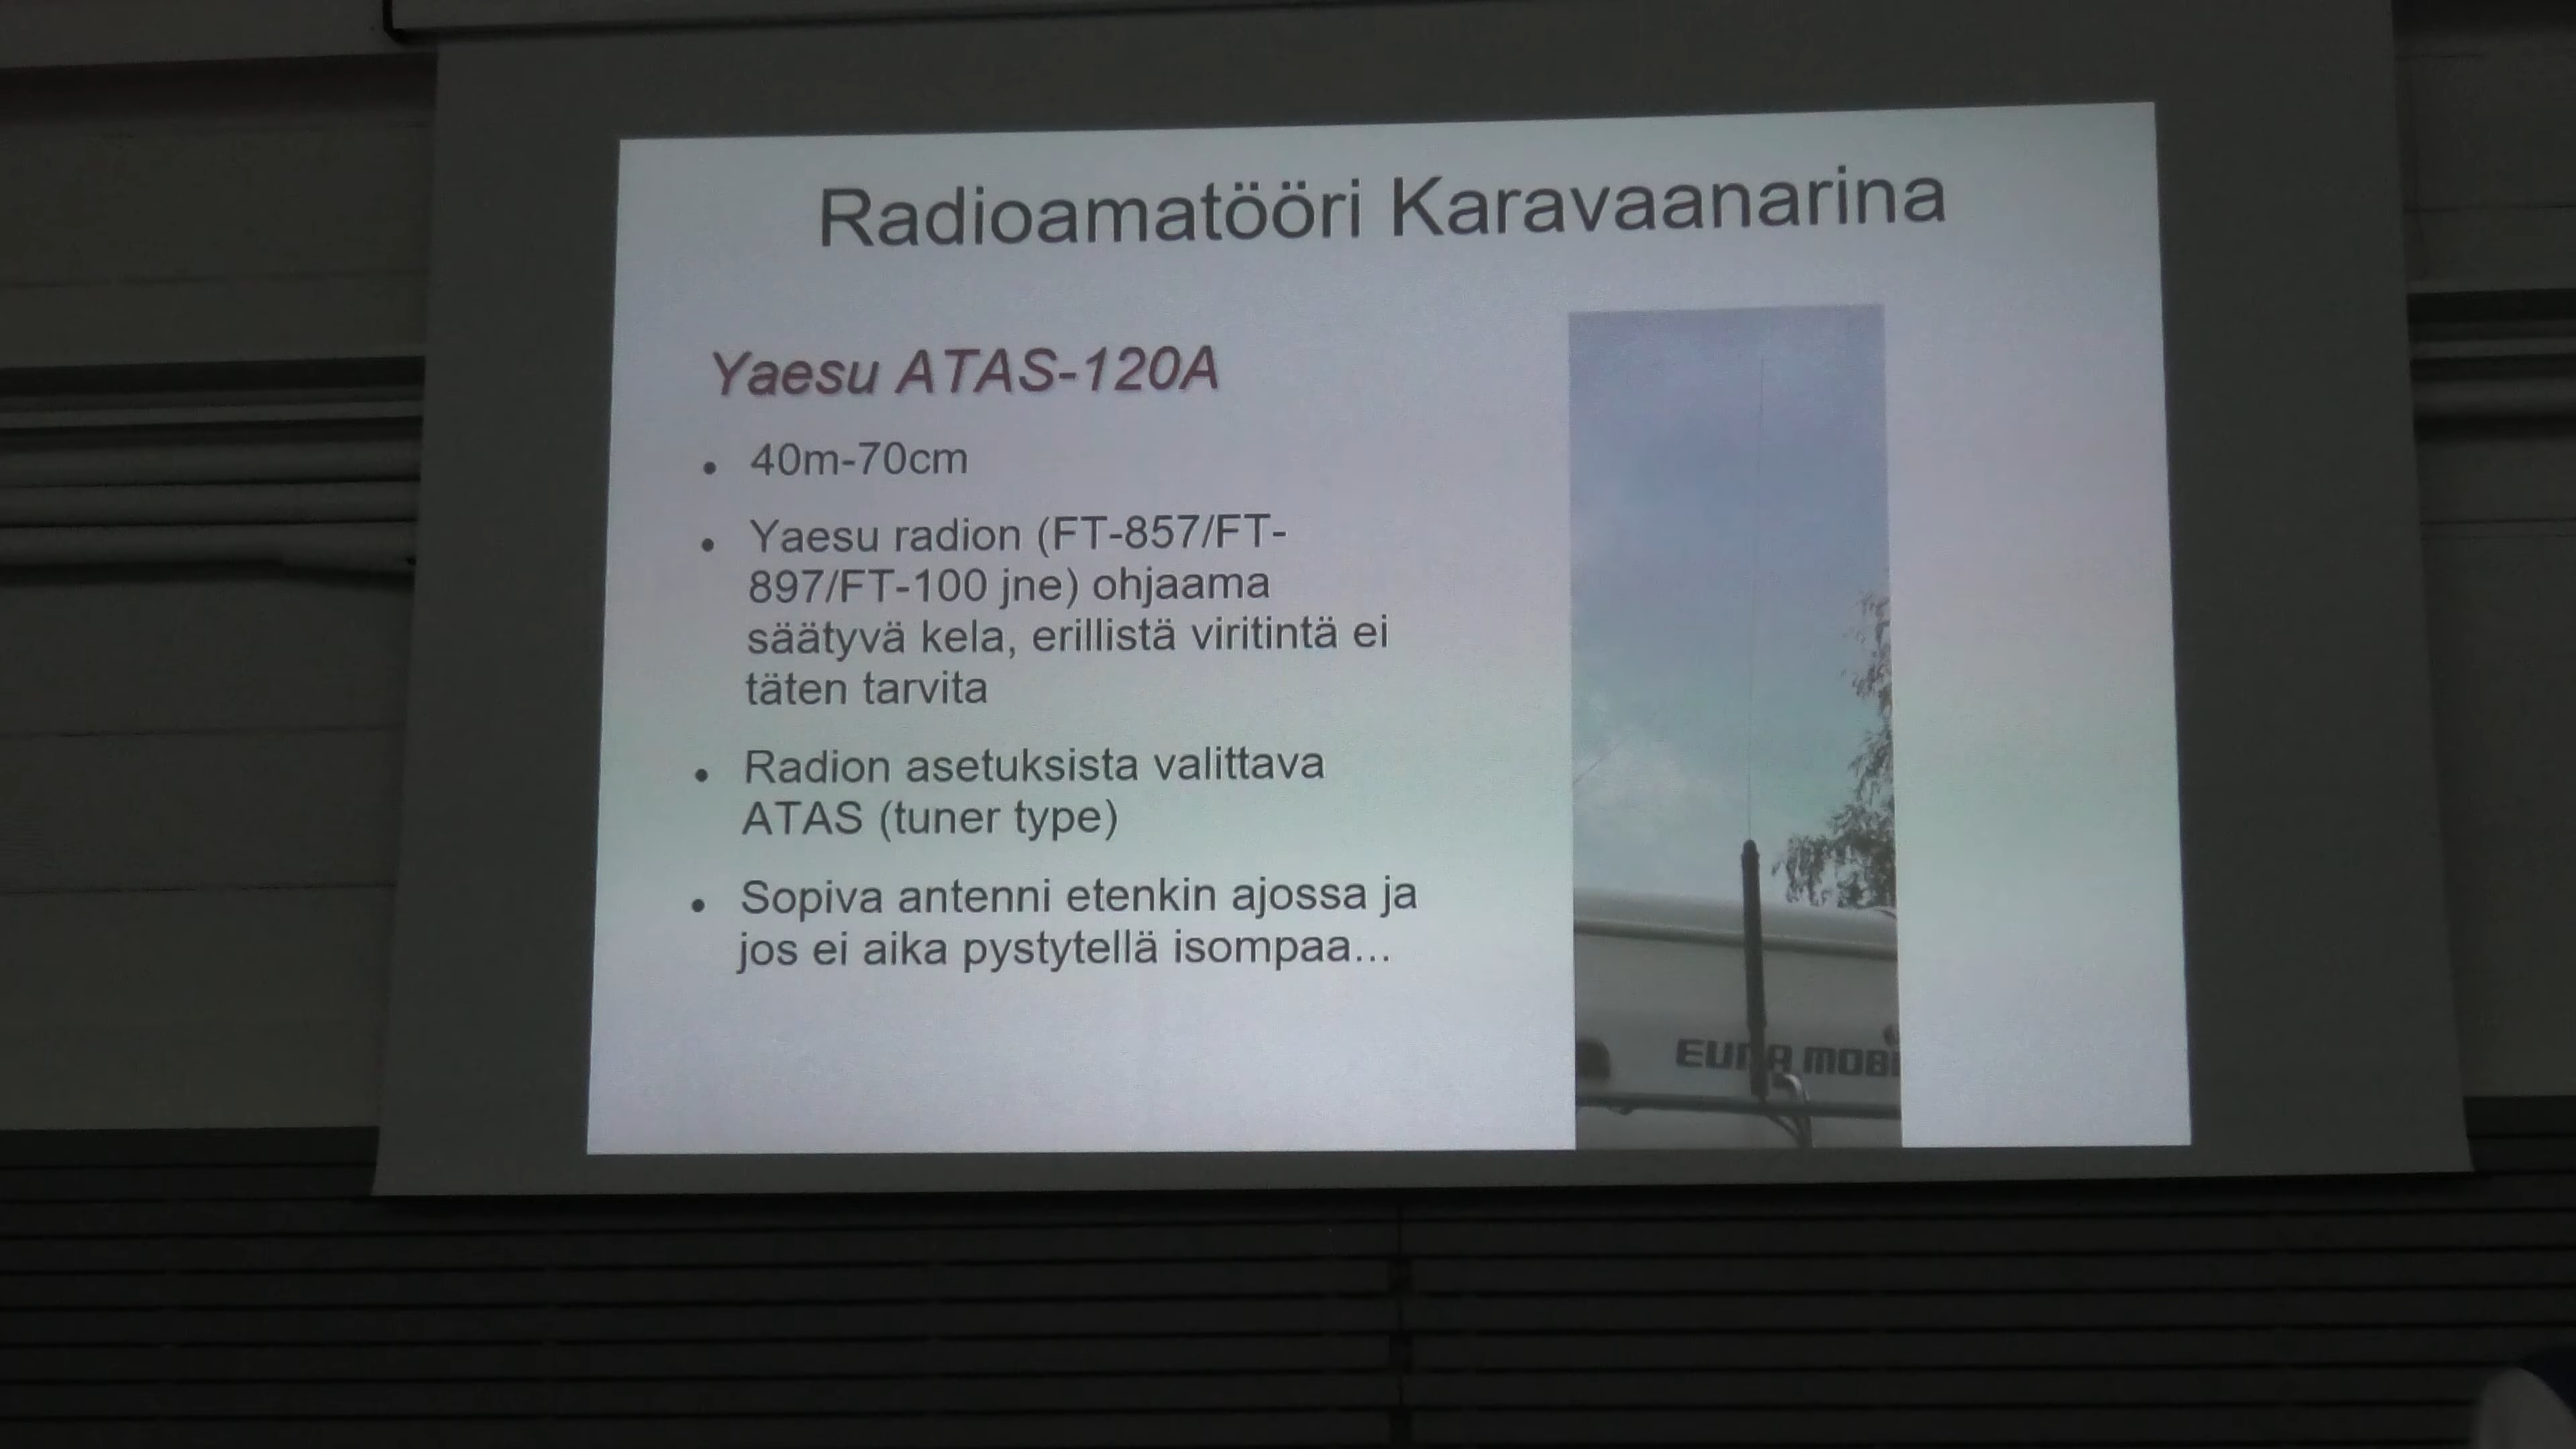 Radioamatööri Karavaanarina
Yaesu ATAS-120A
• 40m-70cm
• Yaesu radion (FT-857/FT-
897/FT-100 jne) ohjaama
säätyvä kela, erillistä viritintä ei
täten tarvita
• Radion asetuksista valittava
ATAS (tuner type)
• Sopiva antenni etenkin ajossa ja
jos ei aika pystytellä isompaa...
MOBI